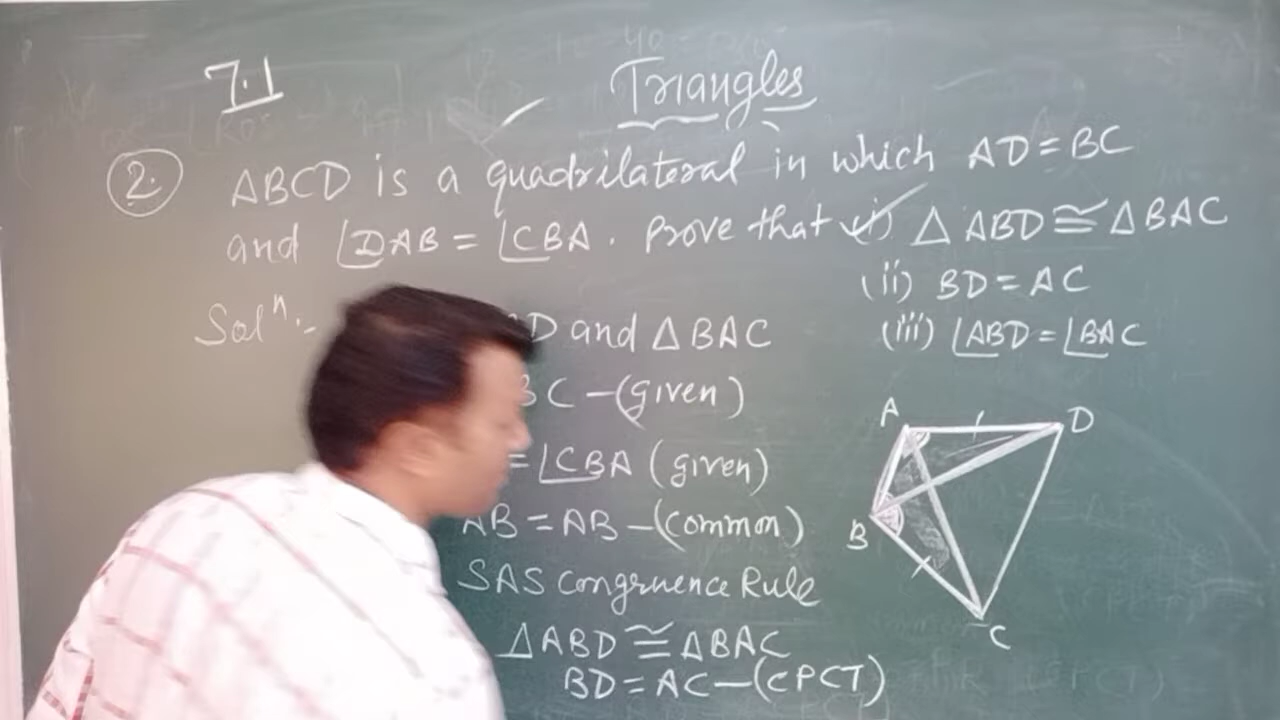 7.1
Triangles
2. ABCD is a quadrilateral in which AD = BC
and ∠DAB = ∠CBA. Prove that (i) △ ABD ≅ △ BAC
(ii) BD = AC
(iii) ∠ABD = ∠BAC
Solⁿ:- D and △ BAC
BC - (given)
= ∠CBA (given)
AB = AB - (common)
SAS Congruence Rule
△ABD ≅ △BAC
BD = AC - (CPCT)
A
D
B
C